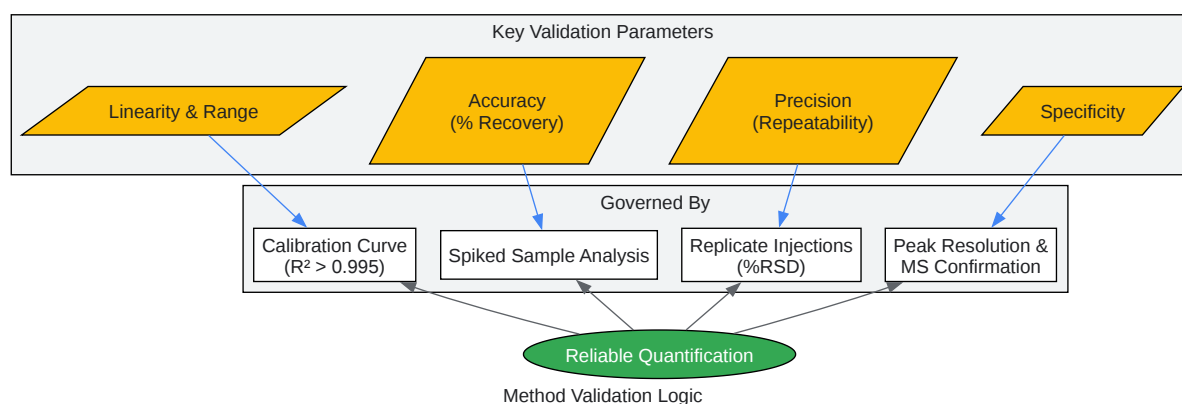 Key Validation Parameters
Linearity & Range
Accuracy
(% Recovery)
Precision
(Repeatability)
Specificity
Governed By
Calibration Curve
(R² > 0.995)
Spiked Sample Analysis
Replicate Injections
(%RSD)
Peak Resolution &
MS Confirmation
Reliable Quantification
Method Validation Logic